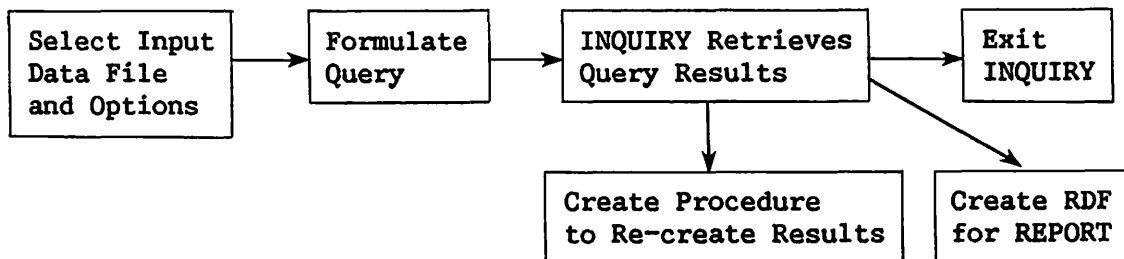 Select Input
Data File
and Options
Formulate
Query
INQUIRY Retrieves
Query Results
Exit
INQUIRY
Create Procedure
to Re-create Results
Create RDF
for REPORT